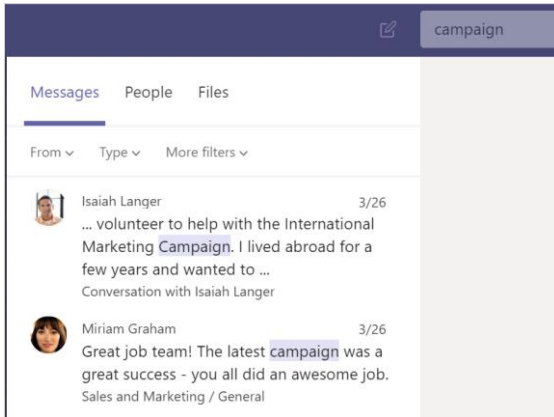 campaign
Messages People Files
From Type More filters
Isaiah Langer 3/26
... volunteer to help with the International
Marketing Campaign. I lived abroad for a
few years and wanted to ...
Conversation with Isaiah Langer
Miriam Graham 3/26
Great job team! The latest campaign was a
great success - you all did an awesome job.
Sales and Marketing / General